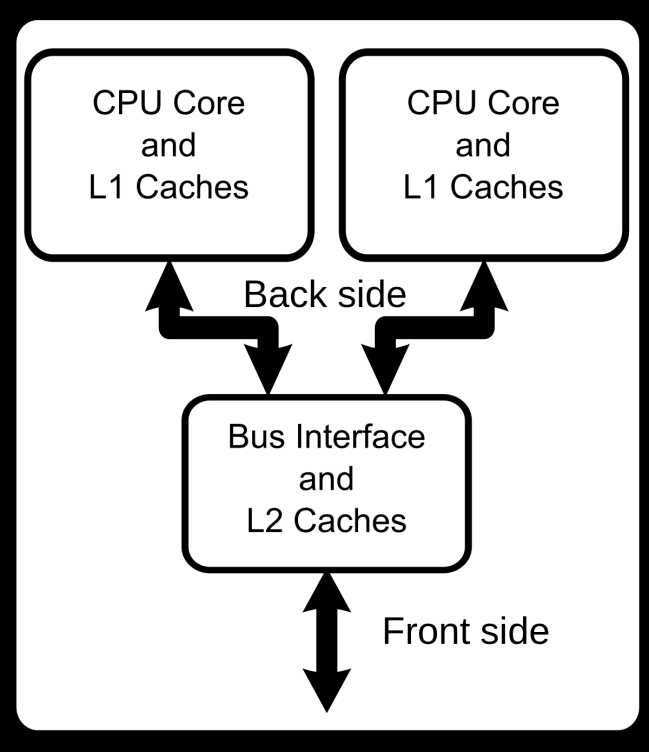 CPU Core
and
L1 Caches
CPU Core
and
L1 Caches
Back side
Bus Interface
and
L2 Caches
Front side